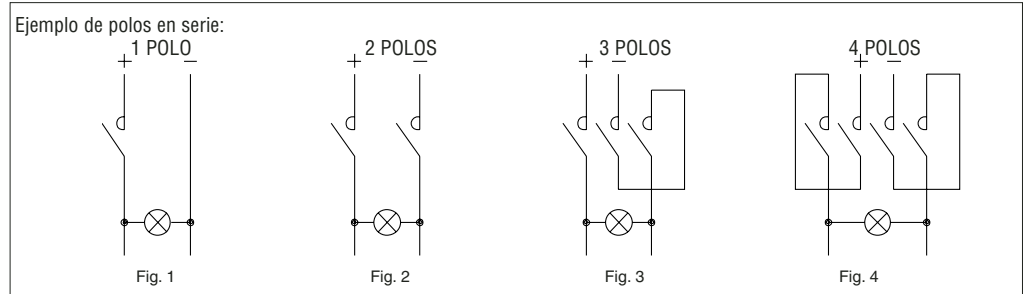 Ejemplo de polos en serie:
1 POLO 2 POLOS 3 POLOS 4 POLOS
+ − + − + − + −
Fig. 1 Fig. 2 Fig. 3 Fig. 4